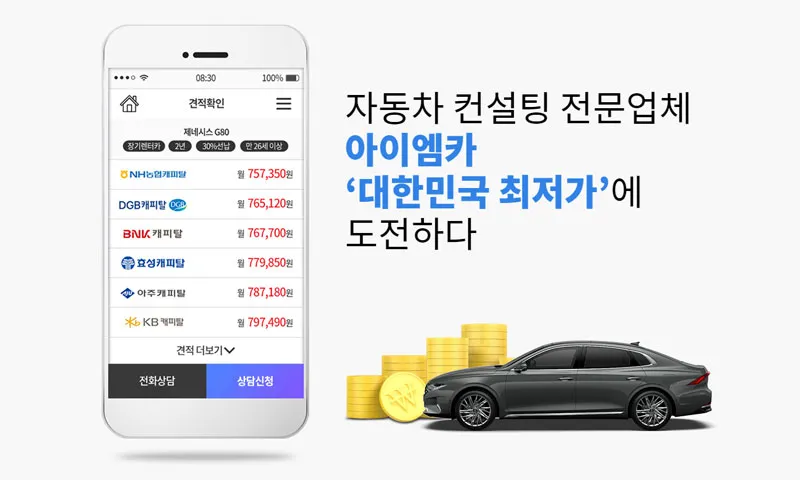 08:30
100%
견적확인
제네시스 G80
장기렌터카 2년 30%선납 만 26세 이상
NH농협캐피탈 월 757,350원
DGB캐피탈 DGB 월 765,120원
BNK 캐피탈 월 767,700원
효성캐피탈 월 779,850원
아주캐피탈 월 787,180원
KB 캐피탈 월 797,490원
견적 더보기
전화상담 상담신청
자동차 컨설팅 전문업체
아이엠카
‘대한민국 최저가’에
도전하다